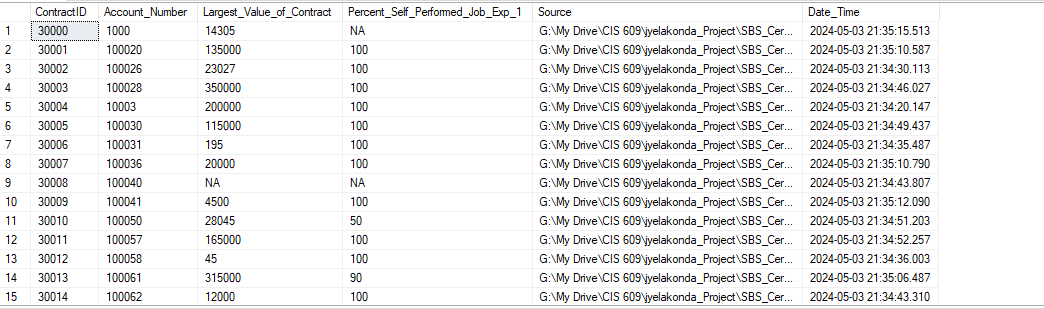 ContractID Account_Number Largest_Value_of_Contract Percent_Self_Performed_Job_Exp_1 Source Date_Time
1 30000 1000 14305 NA G:\My Drive\CIS 609\jyelakonda_Project\SBS_Cer... 2024-05-03 21:35:15.513
2 30001 100020 135000 100 G:\My Drive\CIS 609\jyelakonda_Project\SBS_Cer... 2024-05-03 21:35:10.587
3 30002 100026 23027 100 G:\My Drive\CIS 609\jyelakonda_Project\SBS_Cer... 2024-05-03 21:34:30.113
4 30003 100028 350000 100 G:\My Drive\CIS 609\jyelakonda_Project\SBS_Cer... 2024-05-03 21:34:46.027
5 30004 10003 200000 100 G:\My Drive\CIS 609\jyelakonda_Project\SBS_Cer... 2024-05-03 21:34:20.147
6 30005 100030 115000 100 G:\My Drive\CIS 609\jyelakonda_Project\SBS_Cer... 2024-05-03 21:34:49.437
7 30006 100031 195 100 G:\My Drive\CIS 609\jyelakonda_Project\SBS_Cer... 2024-05-03 21:34:35.487
8 30007 100036 20000 100 G:\My Drive\CIS 609\jyelakonda_Project\SBS_Cer... 2024-05-03 21:35:10.790
9 30008 100040 NA NA G:\My Drive\CIS 609\jyelakonda_Project\SBS_Cer... 2024-05-03 21:34:43.807
10 30009 100041 4500 100 G:\My Drive\CIS 609\jyelakonda_Project\SBS_Cer... 2024-05-03 21:35:12.090
11 30010 100050 28045 50 G:\My Drive\CIS 609\jyelakonda_Project\SBS_Cer... 2024-05-03 21:34:51.203
12 30011 100057 165000 100 G:\My Drive\CIS 609\jyelakonda_Project\SBS_Cer... 2024-05-03 21:34:52.257
13 30012 100058 45 100 G:\My Drive\CIS 609\jyelakonda_Project\SBS_Cer... 2024-05-03 21:34:36.003
14 30013 100061 315000 90 G:\My Drive\CIS 609\jyelakonda_Project\SBS_Cer... 2024-05-03 21:35:06.487
15 30014 100062 12000 100 G:\My Drive\CIS 609\jyelakonda_Project\SBS_Cer... 2024-05-03 21:34:43.310